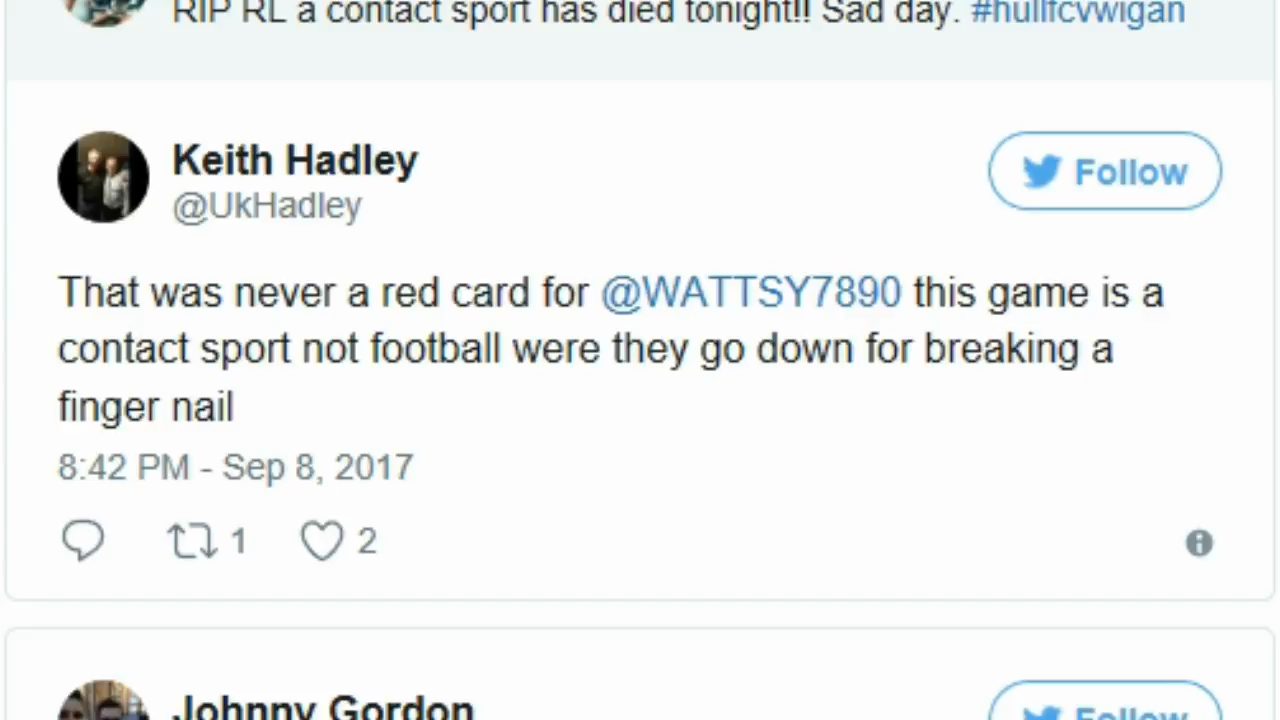 RIP RL a contact sport has died tonight!! Sad day. #hullfcvwigan
Keith Hadley
Follow
@UkHadley
That was never a red card for @WATTSY7890 this game is a
contact sport not football were they go down for breaking a
finger nail
8:42 PM - Sep 8, 2017
1 2
Johnny Gordon
Follow